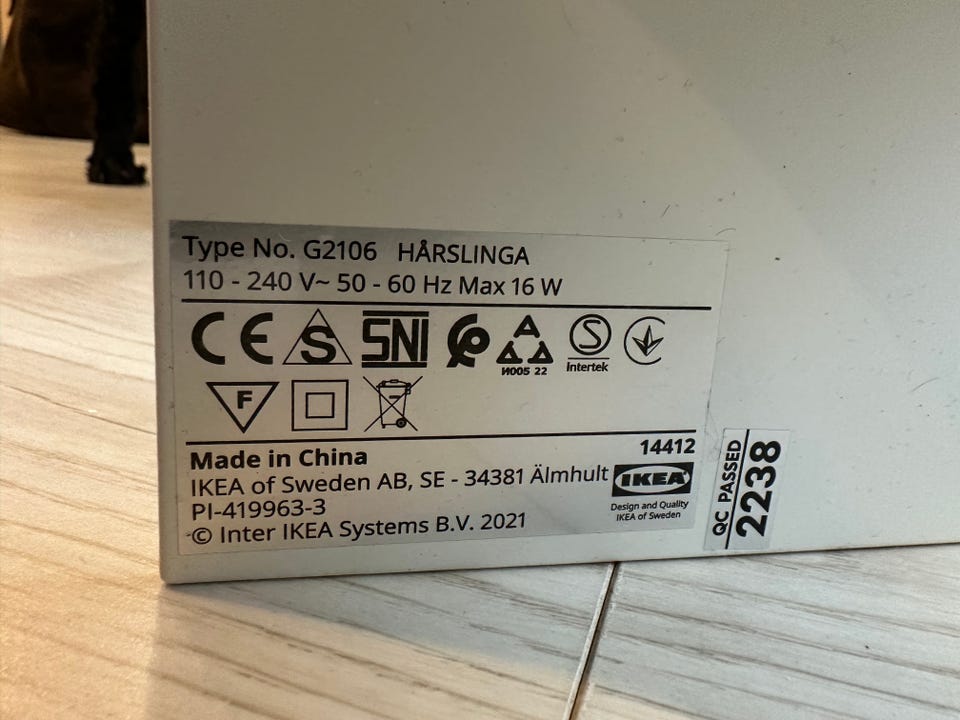 Type No. G2106 HÅRSLINGA
110 - 240 V~ 50 - 60 Hz Max 16 W
CE S SNI A S
И005 22 Intertek
F
Made in China 14412
IKEA of Sweden AB, SE - 34381 Älmhult
PI-419963-3
© Inter IKEA Systems B.V. 2021
IKEA
Design and Quality
IKEA of Sweden
QC PASSED
2238